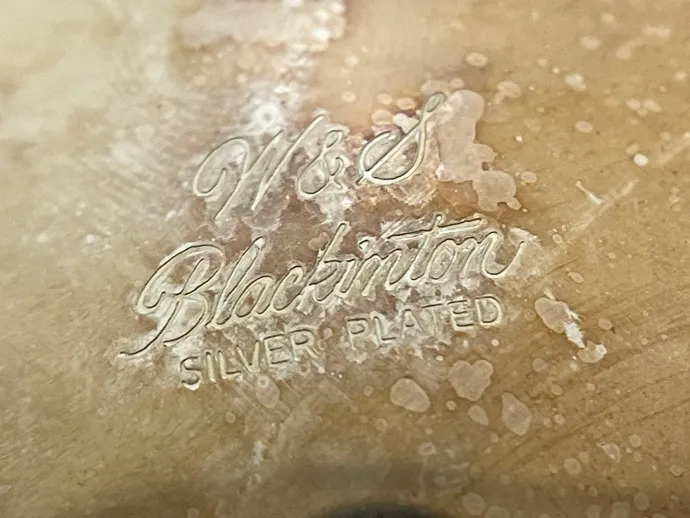 W & S
Blackinton
SILVER PLATED